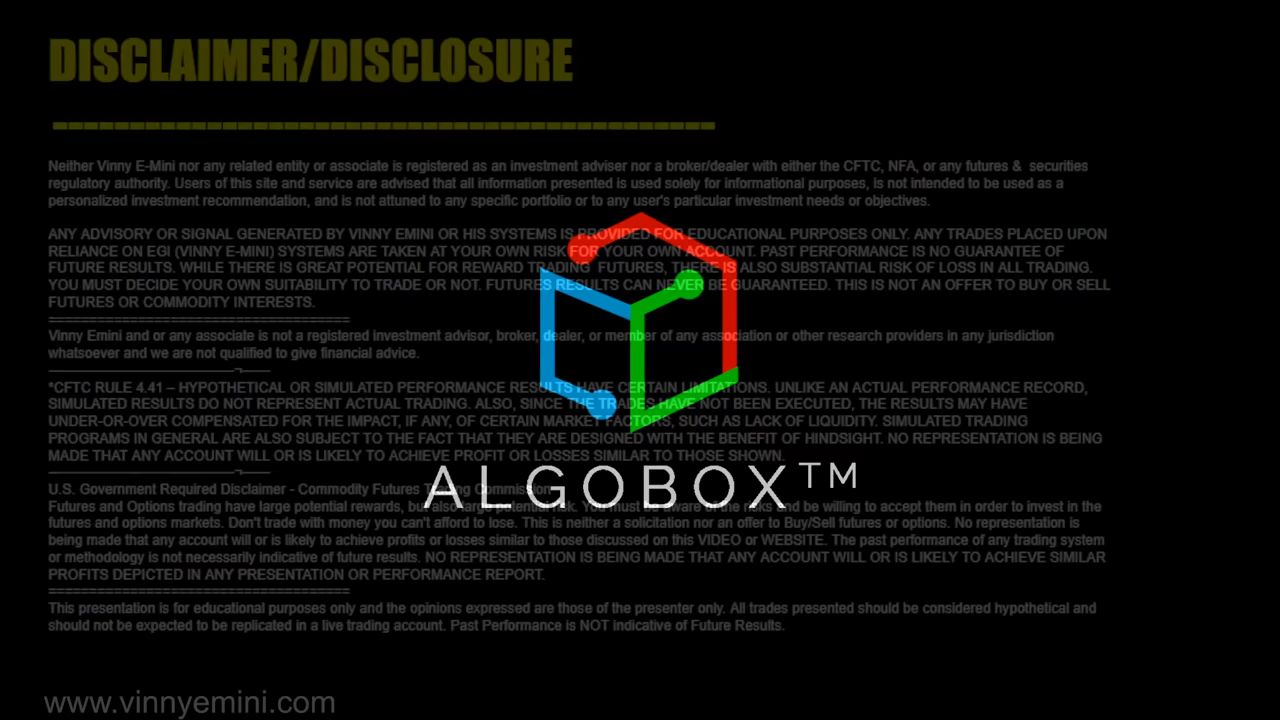 DISCLAIMER/DISCLOSURE
Neither Vinny E-Mini nor any related entity or associate is registered as an investment adviser nor a broker/dealer with either the CFTC, NFA, or any futures & securities
regulatory authority. Users of this site and service are advised that all information presented is used solely for informational purposes, is not intended to be used as a
personalized investment recommendation, and is not attuned to any specific portfolio or to any user's particular investment needs or objectives.
ANY ADVISORY OR SIGNAL GENERATED BY VINNY EMINI OR HIS SYSTEMS IS PROVIDED FOR EDUCATIONAL PURPOSES ONLY. ANY TRADES PLACED UPON
RELIANCE ON EGI (VINNY E-MINI) SYSTEMS ARE TAKEN AT YOUR OWN RISK FOR YOUR OWN ACCOUNT. PAST PERFORMANCE IS NO GUARANTEE OF
FUTURE RESULTS. WHILE THERE IS GREAT POTENTIAL FOR REWARD TRADING FUTURES, THERE IS ALSO SUBSTANTIAL RISK OF LOSS IN ALL TRADING.
YOU MUST DECIDE YOUR OWN SUITABILITY TO TRADE OR NOT. FUTURES RESULTS CAN NEVER BE GUARANTEED. THIS IS NOT AN OFFER TO BUY OR SELL
FUTURES OR COMMODITY INTERESTS.
Vinny Emini and or any associate is not a registered investment advisor, broker, dealer, or member of any association or other research providers in any jurisdiction
whatsoever and we are not qualified to give financial advice.
*CFTC RULE 4.41 – HYPOTHETICAL OR SIMULATED PERFORMANCE RESULTS HAVE CERTAIN LIMITATIONS. UNLIKE AN ACTUAL PERFORMANCE RECORD,
SIMULATED RESULTS DO NOT REPRESENT ACTUAL TRADING. ALSO, SINCE THE TRADES HAVE NOT BEEN EXECUTED, THE RESULTS MAY HAVE
UNDER-OR-OVER COMPENSATED FOR THE IMPACT, IF ANY, OF CERTAIN MARKET FACTORS, SUCH AS LACK OF LIQUIDITY. SIMULATED TRADING
PROGRAMS IN GENERAL ARE ALSO SUBJECT TO THE FACT THAT THEY ARE DESIGNED WITH THE BENEFIT OF HINDSIGHT. NO REPRESENTATION IS BEING
MADE THAT ANY ACCOUNT WILL OR IS LIKELY TO ACHIEVE PROFIT OR LOSSES SIMILAR TO THOSE SHOWN.
ALGOBOX™
U.S. Government Required Disclaimer - Commodity Futures Trading Commission
Futures and Options trading have large potential rewards, but also large potential risk. You must be aware of the risks and be willing to accept them in order to invest in the
futures and options markets. Don't trade with money you can't afford to lose. This is neither a solicitation nor an offer to Buy/Sell futures or options. No representation is
being made that any account will or is likely to achieve profits or losses similar to those discussed on this VIDEO or WEBSITE. The past performance of any trading system
or methodology is not necessarily indicative of future results. NO REPRESENTATION IS BEING MADE THAT ANY ACCOUNT WILL OR IS LIKELY TO ACHIEVE SIMILAR
PROFITS DEPICTED IN ANY PRESENTATION OR PERFORMANCE REPORT.
This presentation is for educational purposes only and the opinions expressed are those of the presenter only. All trades presented should be considered hypothetical and
should not be expected to be replicated in a live trading account. Past Performance is NOT indicative of Future Results.
www.vinnyemini.com